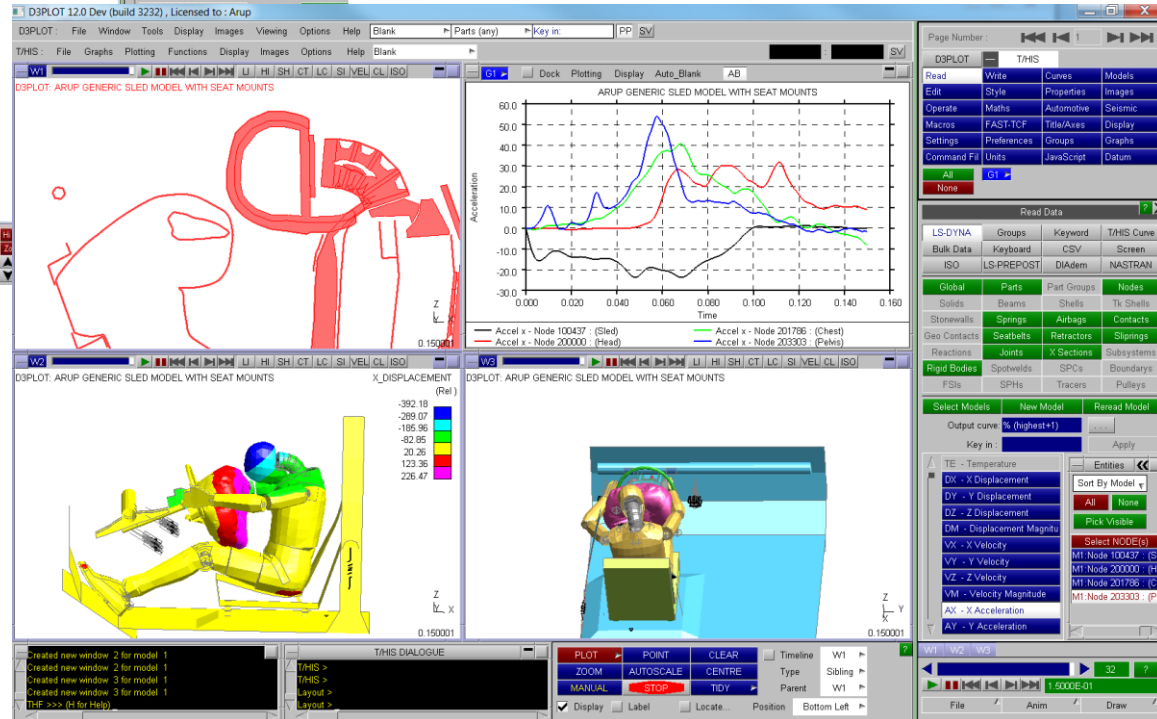 D3PLOT 12.0 Dev (build 3232) , Licensed to : Arup
D3PLOT : File Window Tools Display Images Viewing Options Help Blank Parts (any) Key in: PP SV
T/HIS : File Graphs Plotting Functions Display Images Options Help Blank : SV
W1 LI HI SH CT LC SI VEL CL ISO
D3PLOT: ARUP GENERIC SLED MODEL WITH SEAT MOUNTS
Z
X
0.150001
G1 Dock Plotting Display Auto_Blank AB
ARUP GENERIC SLED MODEL WITH SEAT MOUNTS
Acceleration
60.0
50.0
40.0
30.0
20.0
10.0
0.0
-10.0
-20.0
-30.0
0.000 0.020 0.040 0.060 0.080 0.100 0.120 0.140 0.160
Time
Accel x - Node 100437 : (Sled) Accel x - Node 201786 : (Chest)
Accel x - Node 200000 : (Head) Accel x - Node 203303 : (Pelvis)
W2 LI HI SH CT LC SI VEL CL ISO
D3PLOT: ARUP GENERIC SLED MODEL WITH SEAT MOUNTS
X_DISPLACEMENT
(Rel )
-392.18
-289.07
-185.96
-82.85
20.26
123.36
226.47
Z
X
0.150001
W3 LI HI SH CT LC SI VEL CL ISO
D3PLOT: ARUP GENERIC SLED MODEL WITH SEAT MOUNTS
Z
Y
0.150001
Created new window 2 for model 1
Created new window 2 for model 1
Created new window 3 for model 1
Created new window 3 for model 1
THF >>> (H for Help)
T/HIS DIALOGUE
T/HIS >
T/HIS >
Layout >
Layout >
PLOT POINT CLEAR Timeline W1
ZOOM AUTOSCALE CENTRE Type Sibling
MANUAL STOP TIDY Parent W1
Display Label Locate... Position Bottom Left
?
Page Number : 1
D3PLOT T/HIS
Read Write Curves Models
Edit Style Properties Images
Operate Maths Automotive Seismic
Macros FAST-TCF Title/Axes Display
Settings Preferences Groups Graphs
Command Fil Units JavaScript Datum
All G1
None
Read Data ?
LS-DYNA Groups Keyword T/HIS Curve
Bulk Data Keyboard CSV Screen
ISO LS-PREPOST DIAdem NASTRAN
Global Parts Part Groups Nodes
Solids Beams Shells Tk Shells
Stonewalls Springs Airbags Contacts
Geo Contacts Seatbelts Retractors Sliprings
Reactions Joints X Sections Subsystems
Rigid Bodies Spotwelds SPCs Boundarys
FSIs SPHs Tracers Pulleys
Select Models New Model Reread Model
Output curve: % (highest+1) . . .
Key in : Apply
TE - Temperature
DX - X Displacement
DY - Y Displacement
DZ - Z Displacement
DM - Displacement Magnitu
VX - X Velocity
VY - Y Velocity
VZ - Z Velocity
VM - Velocity Magnitude
AX - X Acceleration
AY - Y Acceleration
Entities
Sort By Model
All None
Pick Visible
Select NODE(s)
M1:Node 100437 : (S
M1:Node 200000 : (H
M1:Node 201786 : (C
M1:Node 203303 : (P
W1 W2 W3
32 ?
1.5000E-01
File Anim Draw